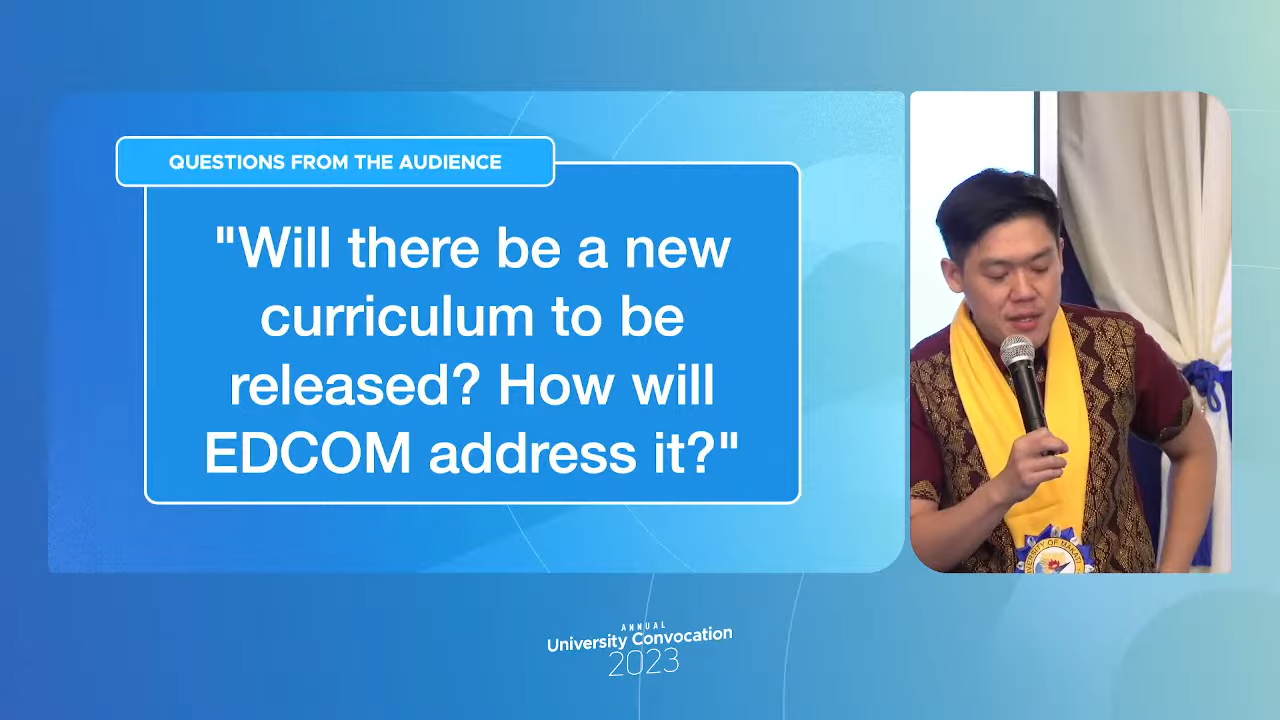 QUESTIONS FROM THE AUDIENCE
"Will there be a new
curriculum to be
released? How will
EDCOM address it?"
ANNUAL
University Convocation
2023